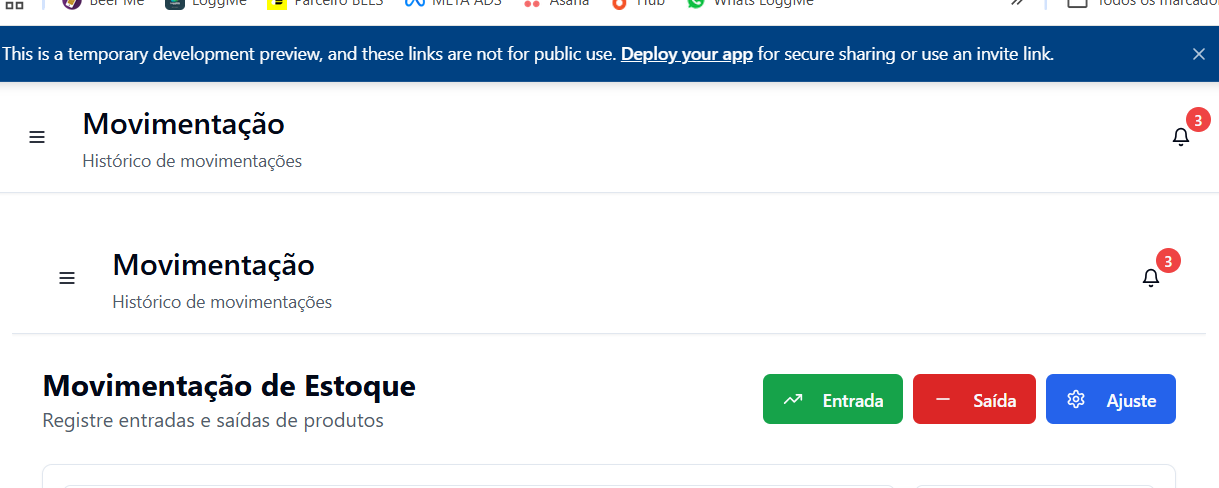 Beer Me LoggMe Parceiro BEES META ADS Asana Hub Whats LoggMe » Todos os marcado
This is a temporary development preview, and these links are not for public use. Deploy your app for secure sharing or use an invite link.
Movimentação
3
Histórico de movimentações
Movimentação
3
Histórico de movimentações
Movimentação de Estoque
Registre entradas e saídas de produtos
Entrada
Saída
Ajuste